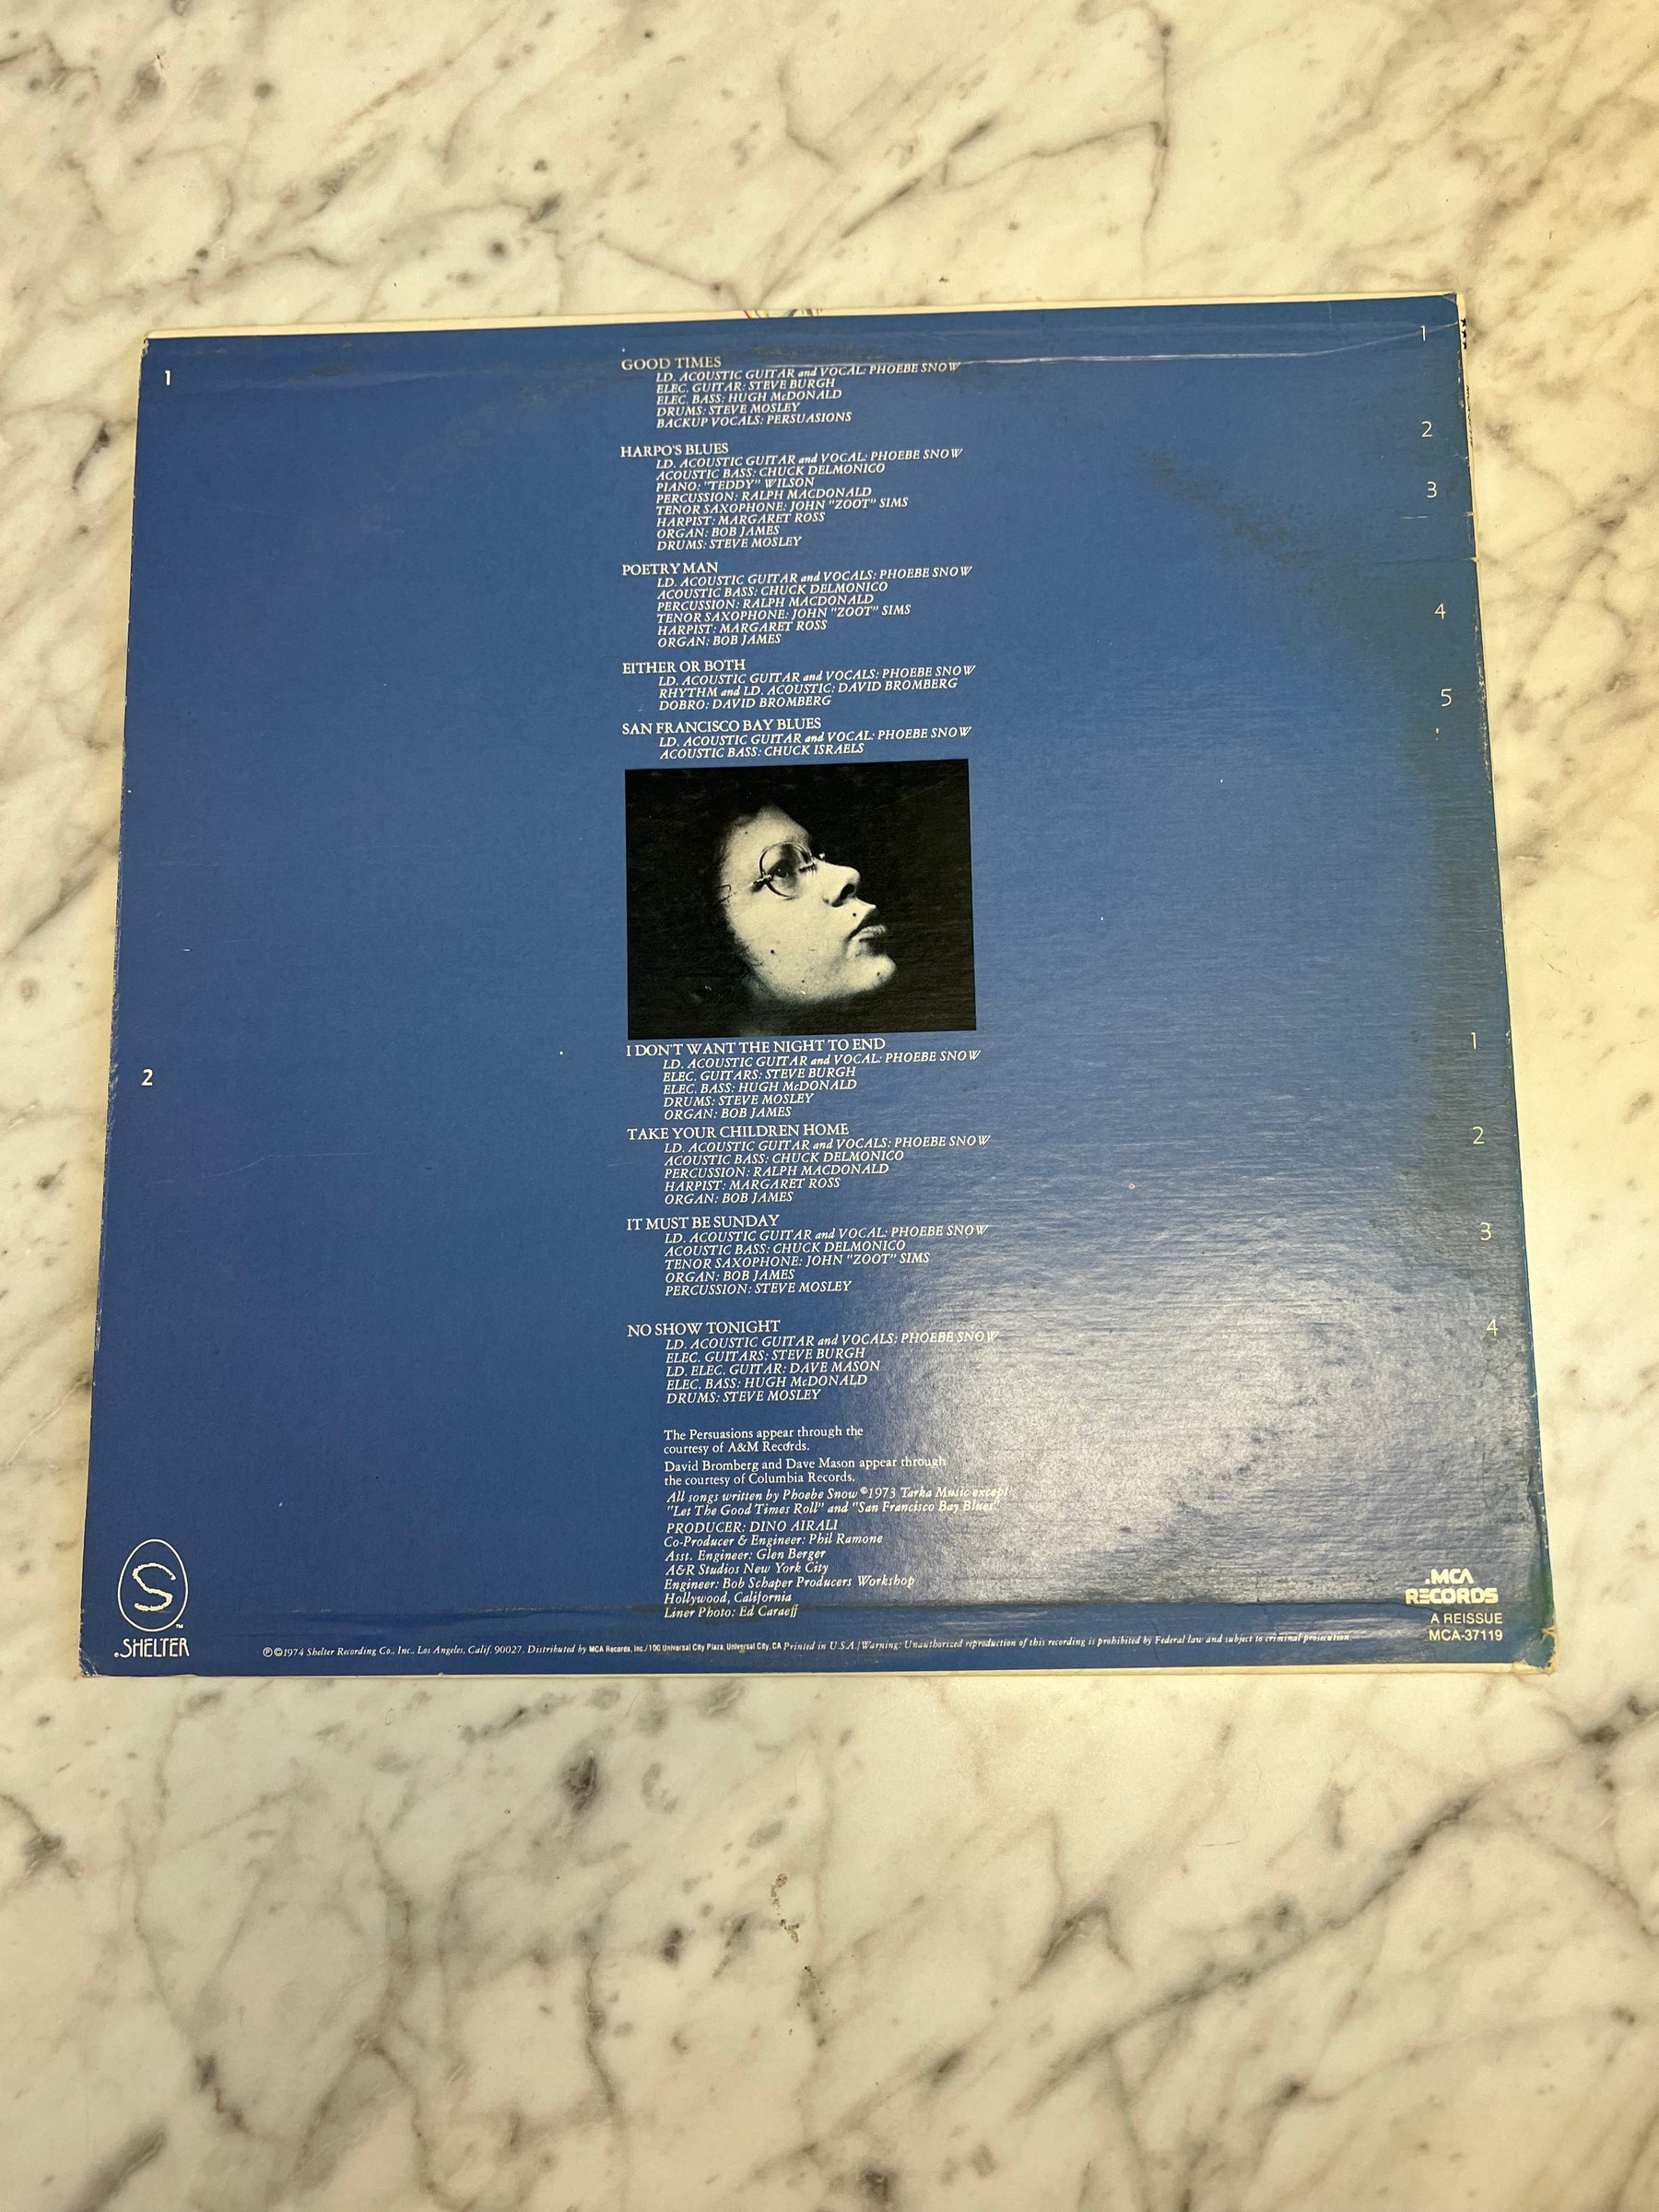 1
GOOD TIMES
1
LD. ACOUSTIC GUITAR and VOCAL: PHOEBE SNOW
ELEC. GUITAR: STEVE BURGH
ELEC. BASS: HUGH McDONALD
DRUMS: STEVE MOSLEY
BACKUP VOCALS: PERSUASIONS
HARPO'S BLUES
2
LD. ACOUSTIC GUITAR and VOCAL: PHOEBE SNOW
ACOUSTIC BASS: CHUCK DELMONICO
PIANO: "TEDDY" WILSON
PERCUSSION: RALPH MACDONALD
TENOR SAXOPHONE: JOHN "ZOOT" SIMS
HARPIST: MARGARET ROSS
ORGAN: BOB JAMES
DRUMS: STEVE MOSLEY
POETRY MAN
3
LD. ACOUSTIC GUITAR and VOCALS: PHOEBE SNOW
ACOUSTIC BASS: CHUCK DELMONICO
PERCUSSION: RALPH MACDONALD
TENOR SAXOPHONE: JOHN "ZOOT" SIMS
HARPIST: MARGARET ROSS
ORGAN: BOB JAMES
EITHER OR BOTH
4
LD. ACOUSTIC GUITAR and VOCALS: PHOEBE SNOW
RHYTHM and LD. ACOUSTIC: DAVID BROMBERG
DOBRO: DAVID BROMBERG
SAN FRANCISCO BAY BLUES
5
LD. ACOUSTIC GUITAR and VOCAL: PHOEBE SNOW
ACOUSTIC BASS: CHUCK ISRAELS
2
I DON'T WANT THE NIGHT TO END
1
LD. ACOUSTIC GUITAR and VOCAL: PHOEBE SNOW
ELEC. GUITARS: STEVE BURGH
ELEC. BASS: HUGH McDONALD
DRUMS: STEVE MOSLEY
ORGAN: BOB JAMES
TAKE YOUR CHILDREN HOME
2
LD. ACOUSTIC GUITAR and VOCALS: PHOEBE SNOW
ACOUSTIC BASS: CHUCK DELMONICO
PERCUSSION: RALPH MACDONALD
HARPIST: MARGARET ROSS
ORGAN: BOB JAMES
IT MUST BE SUNDAY
3
LD. ACOUSTIC GUITAR and VOCAL: PHOEBE SNOW
ACOUSTIC BASS: CHUCK DELMONICO
TENOR SAXOPHONE: JOHN "ZOOT" SIMS
ORGAN: BOB JAMES
PERCUSSION: STEVE MOSLEY
NO SHOW TONIGHT
4
LD. ACOUSTIC GUITAR and VOCALS: PHOEBE SNOW
ELEC. GUITARS: STEVE BURGH
LD. ELEC. GUITAR: DAVE MASON
ELEC. BASS: HUGH McDONALD
DRUMS: STEVE MOSLEY
The Persuasions appear through the
courtesy of A&M Records.
David Bromberg and Dave Mason appear through
the courtesy of Columbia Records.
All songs written by Phoebe Snow ©1973 Tarka Music except
"Let The Good Times Roll" and "San Francisco Bay Blues"
PRODUCER: DINO AIRALI
Co-Producer & Engineer: Phil Ramone
Asst. Engineer: Glen Berger
A&R Studios New York City
Engineer: Bob Schaper Producers Workshop
Hollywood, California
Liner Photo: Ed Caraeff
S
TM
.SHELTER
℗©1974 Shelter Recording Co., Inc., Los Angeles, Calif. 90027. Distributed by MCA Records, Inc./100 Universal City Plaza, Universal City, CA Printed in U.S.A./Warning: Unauthorized reproduction of this recording is prohibited by Federal law and subject to criminal prosecution.
.MCA
RECORDS
A REISSUE
MCA-37119